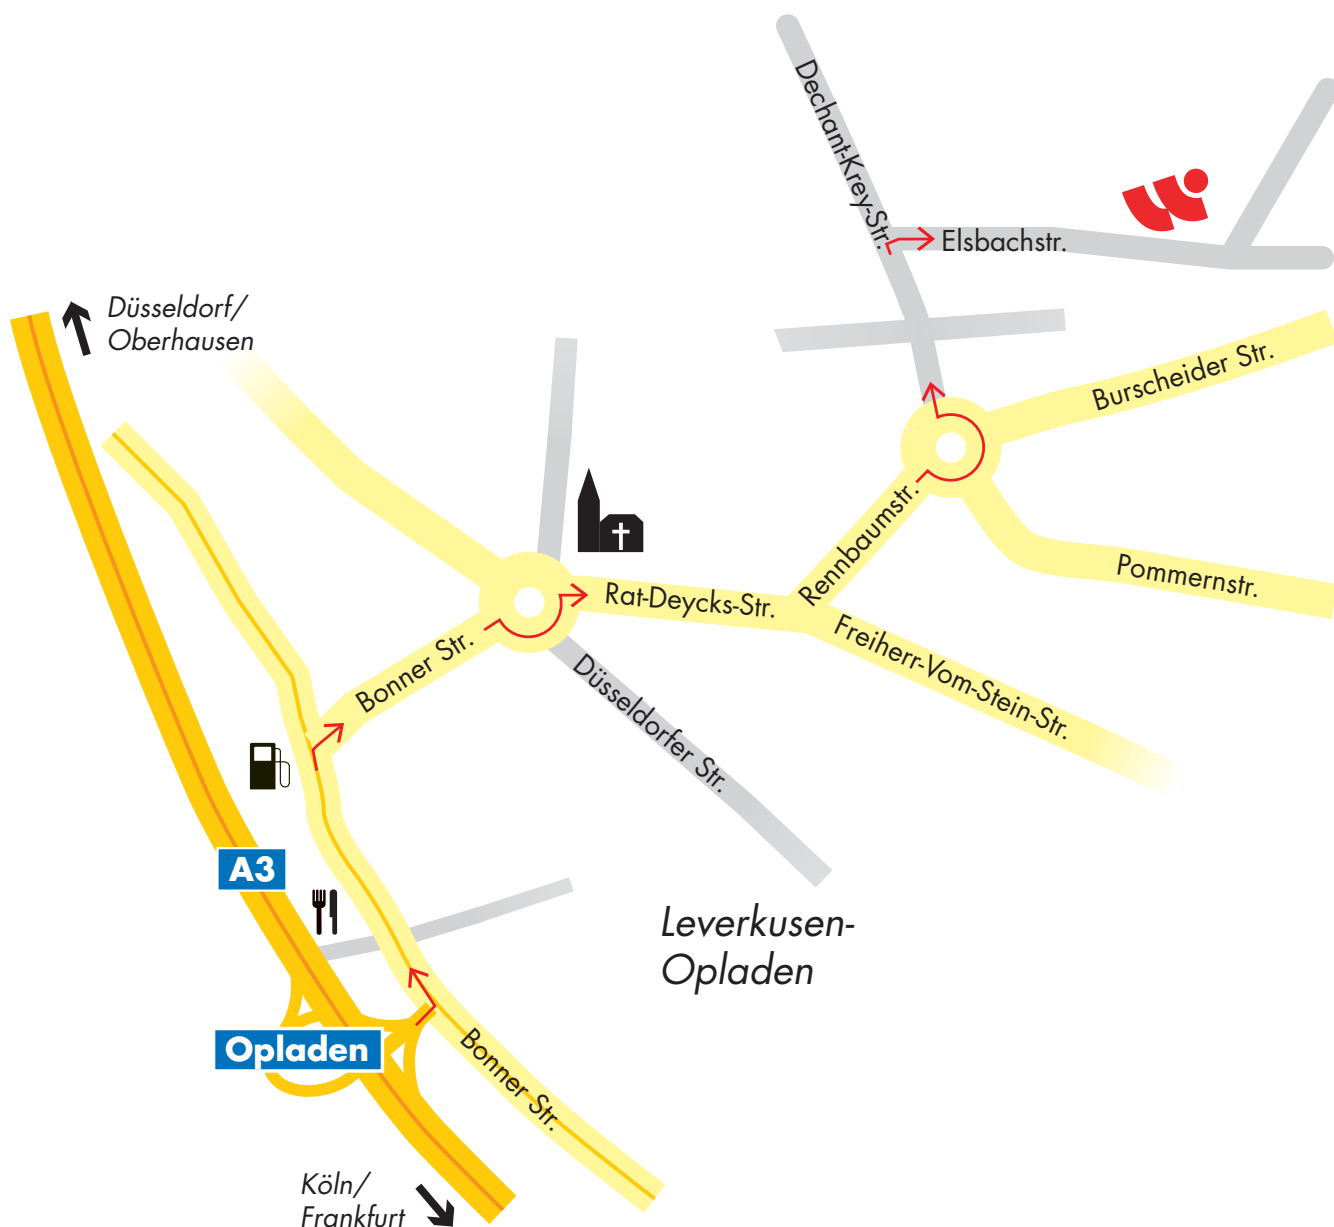 Dechant-Krey-Str.
Elsbachstr.
Düsseldorf/
Oberhausen
Burscheider Str.
Rennbaumstr.
Pommernstr.
Rat-Deycks-Str.
Bonner Str.
Freiherr-Vom-Stein-Str.
Düsseldorfer Str.
A3
Leverkusen-
Opladen
Opladen
Bonner Str.
Köln/
Frankfurt